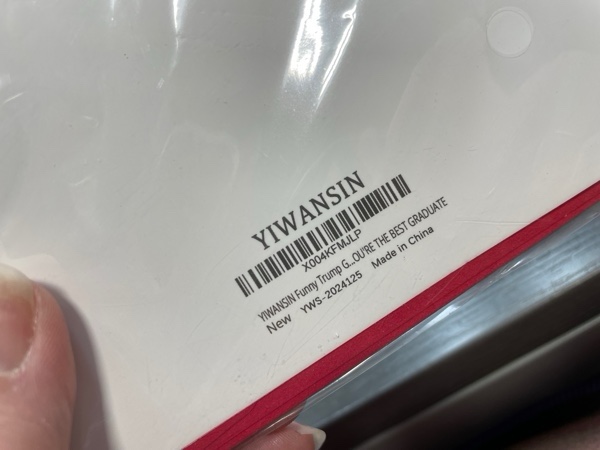 YIWANSIN
X004KFMJLP
YIWANSIN Funny Trump G...OU'RE THE BEST GRADUATE
New YWS-2024125 Made in China